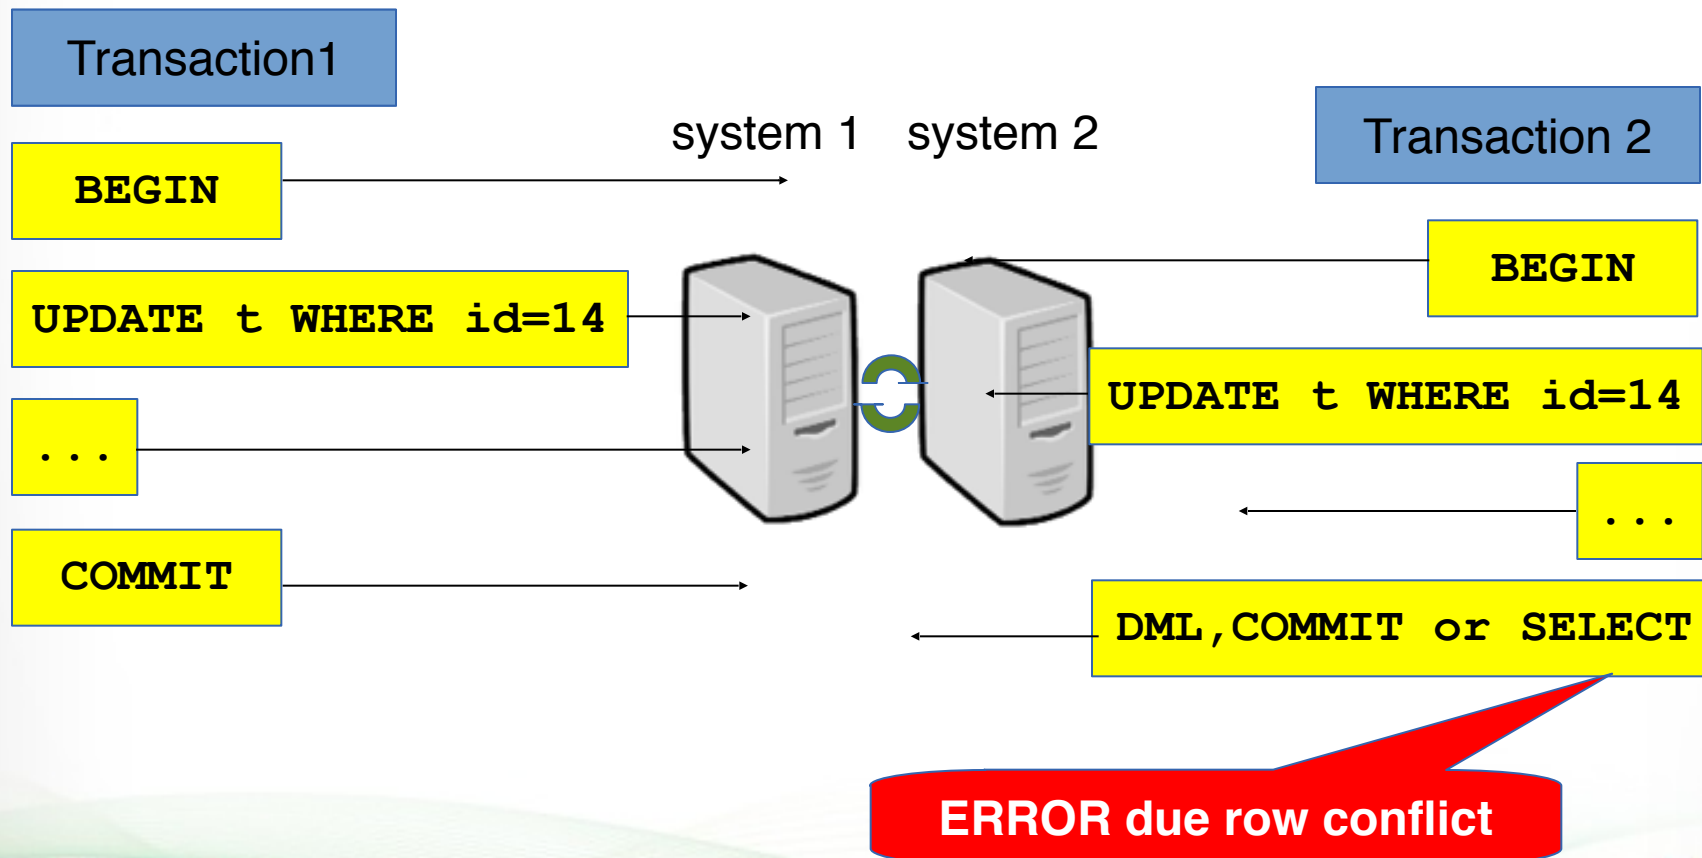 Transaction1
system 1 system 2
Transaction 2
BEGIN
BEGIN
UPDATE t WHERE id=14
UPDATE t WHERE id=14
...
...
COMMIT
DML,COMMIT or SELECT
ERROR due row conflict